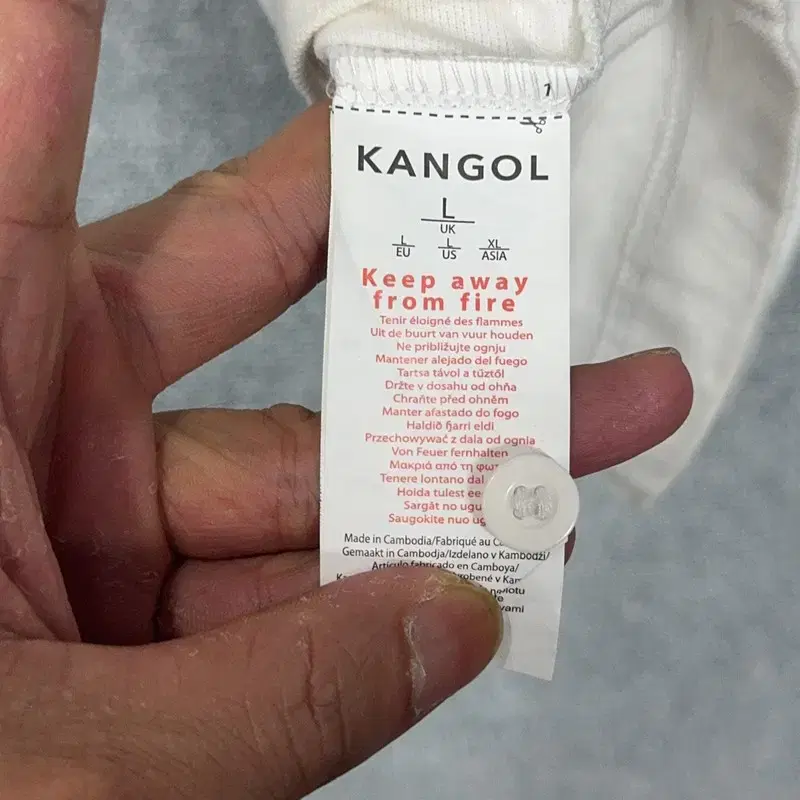 1
KANGOL
L
UK
L L XL
EU US ASIA
Keep away
from fire
Tenir éloigné des flammes
Uit de buurt van vuur houden
Ne približujte ognju
Mantener alejado del fuego
Tartsa távol a tűztől
Držte v dosahu od ohňa
Chraňte před ohněm
Manter afastado do fogo
Haldið fjarri eldi
Przechowywać z dala od ognia
Von Feuer fernhalten
Μακριά από τη
Tenere lontano dal
Hoida tulest
Sargāt no
Saugokite nuo
Made in Cambodia/Fabriqué au
Gemaakt in Cambodja/Izdelano v Kambodži/
Artículo fabricado en Camboya/